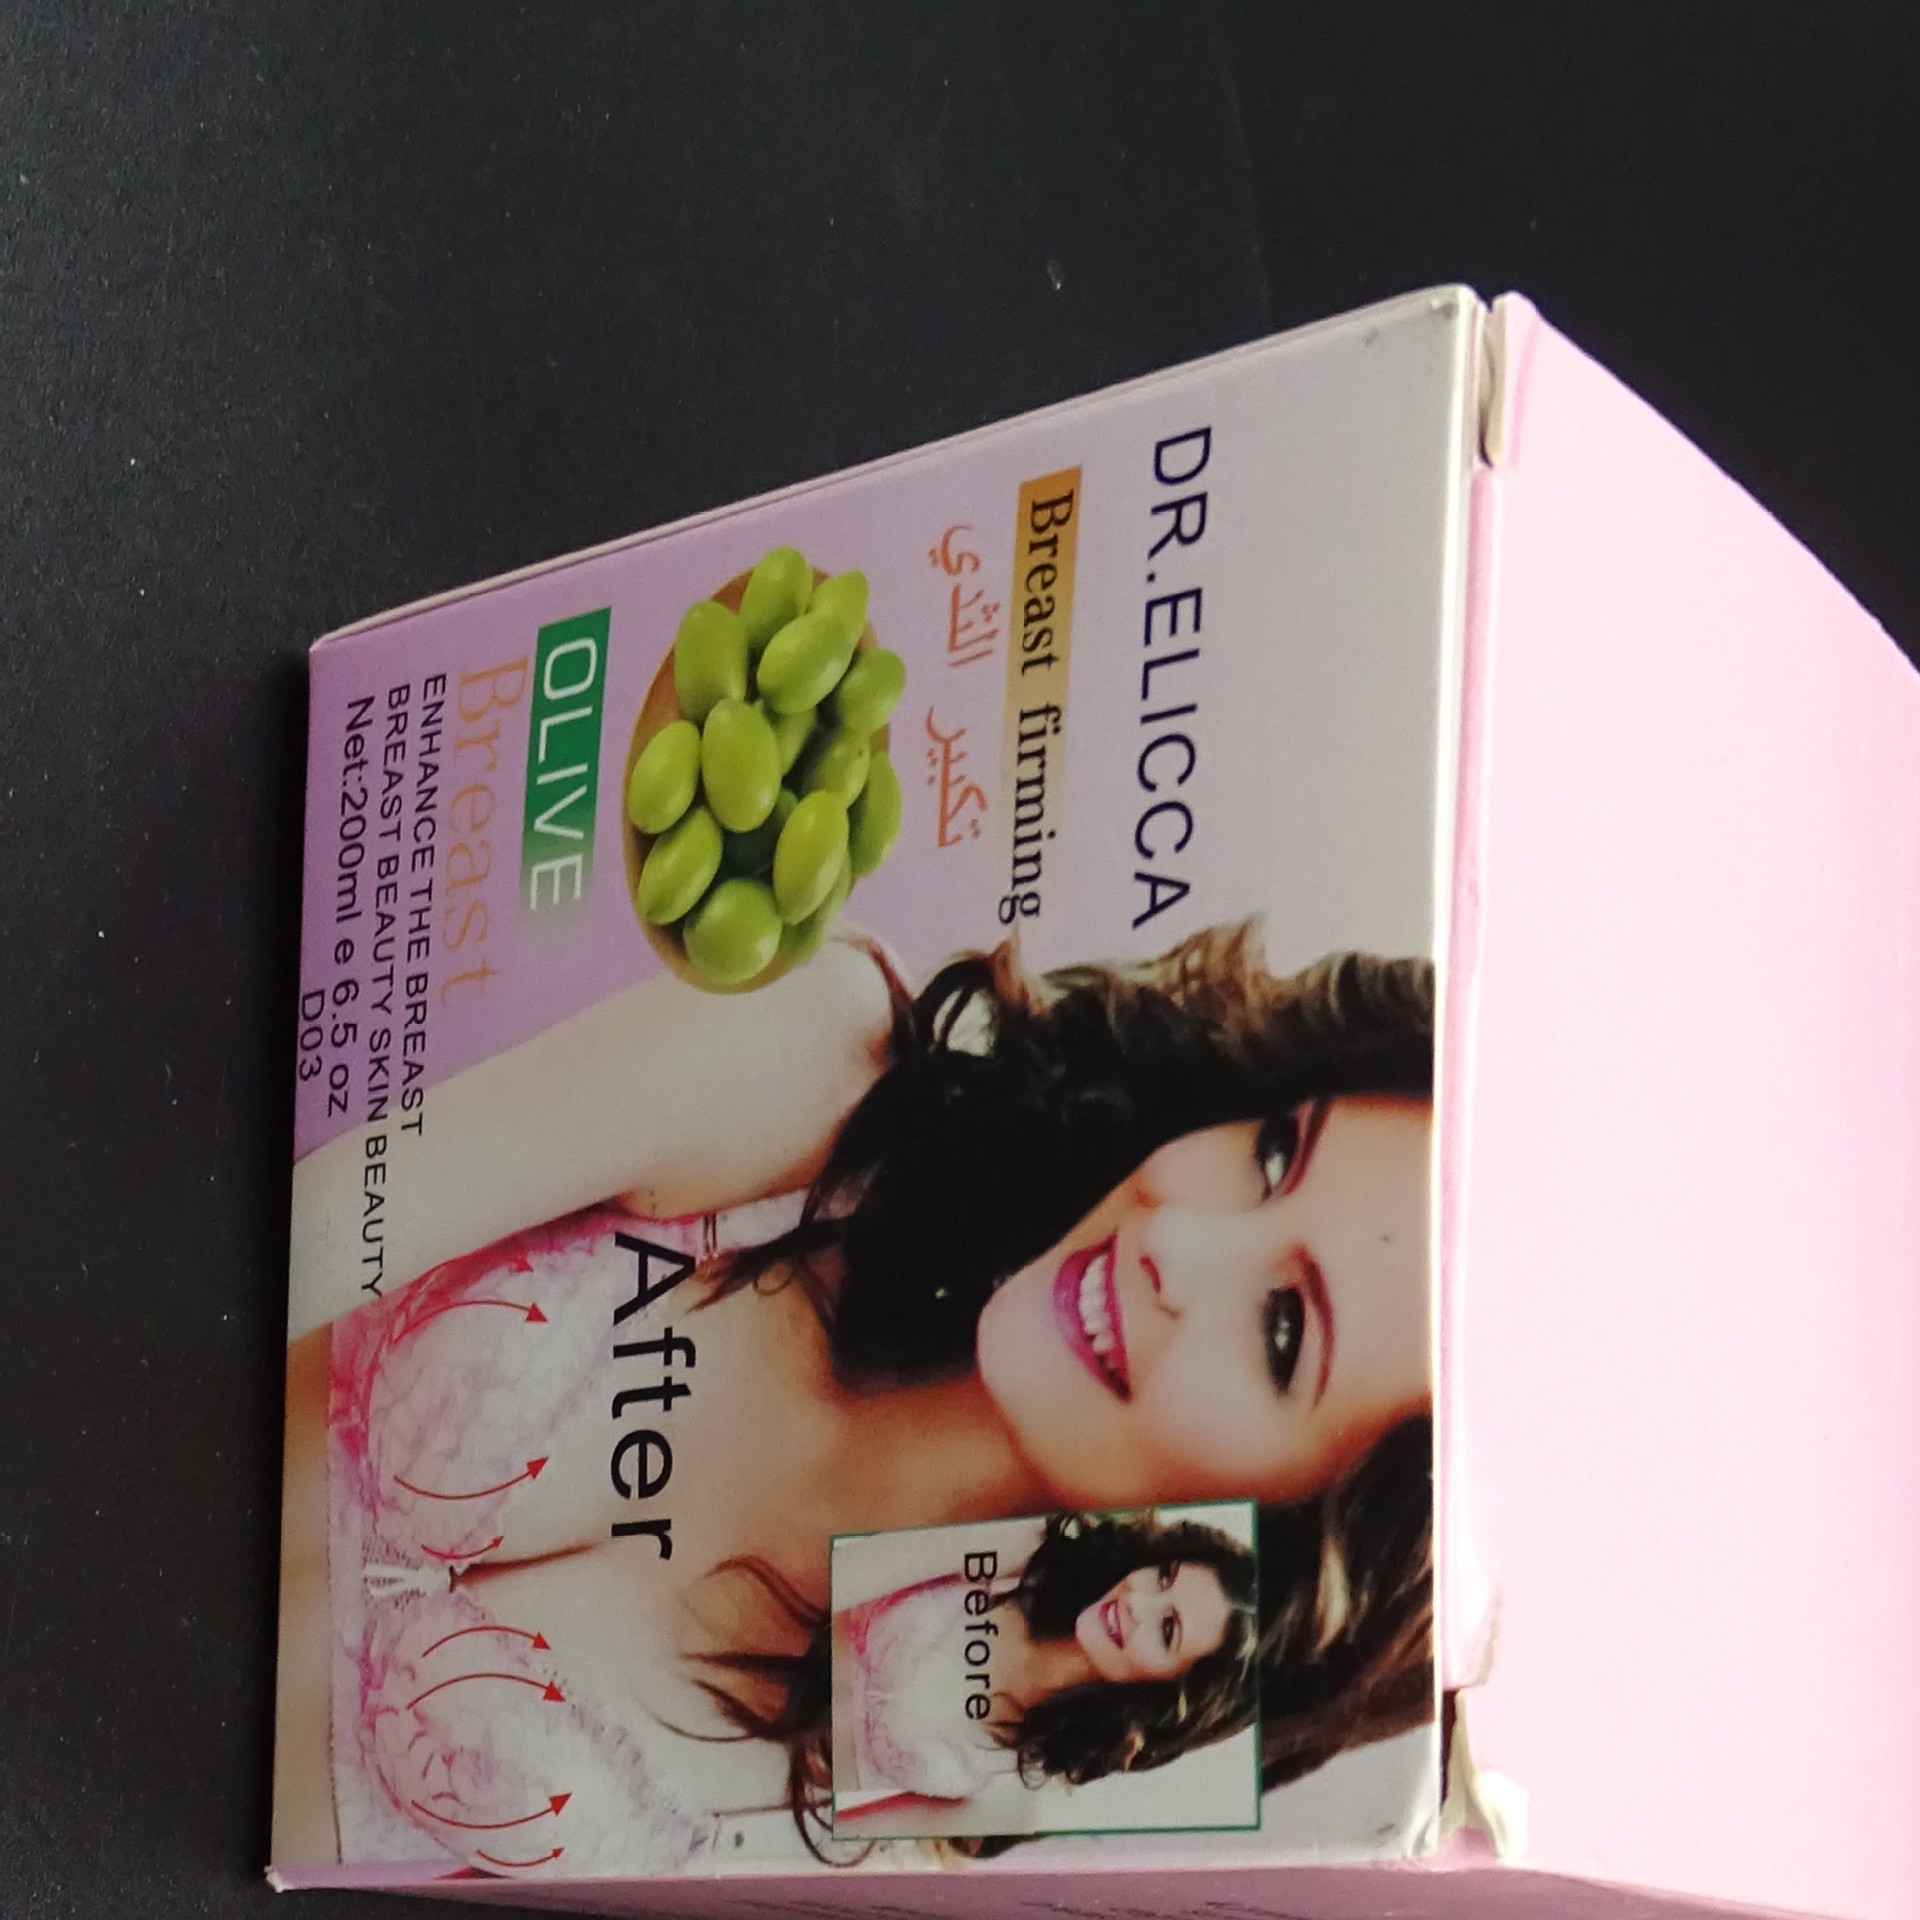 DR.ELICCA
Breast firming
تكبير الثدي
OLIVE
Breast
ENHANCE THE BREAST
BREAST BEAUTY SKIN BEAUTY
Net:200ml e 6.5 oz
D03
After
Before